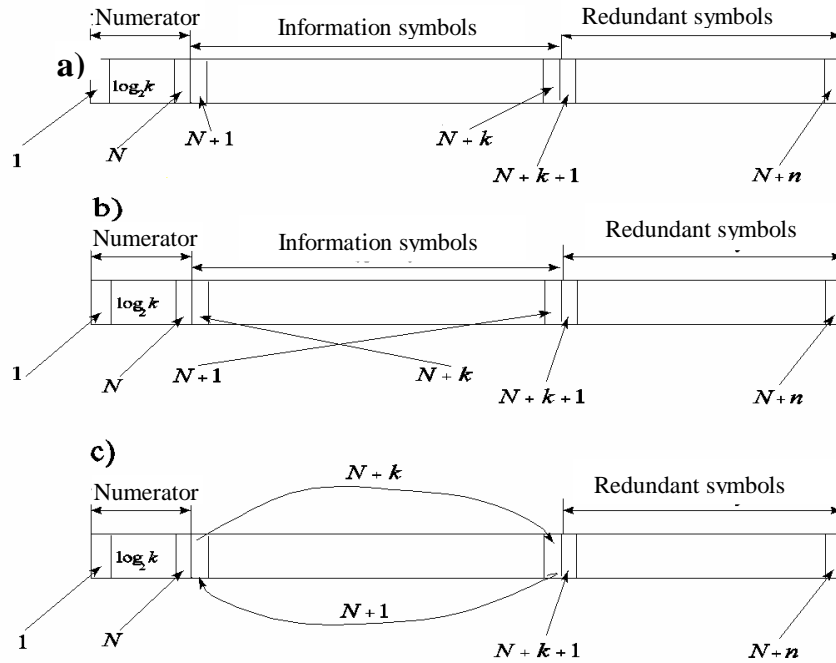 Numerator Information symbols Redundant symbols
a)
log₂k
1 N N + 1 N + k N + k + 1 N + n
b)
Numerator Information symbols Redundant symbols
log₂k
1 N N + 1 N + k N + k + 1 N + n
c)
N + k
Numerator Redundant symbols
log₂k
N + 1
1 N N + k + 1 N + n